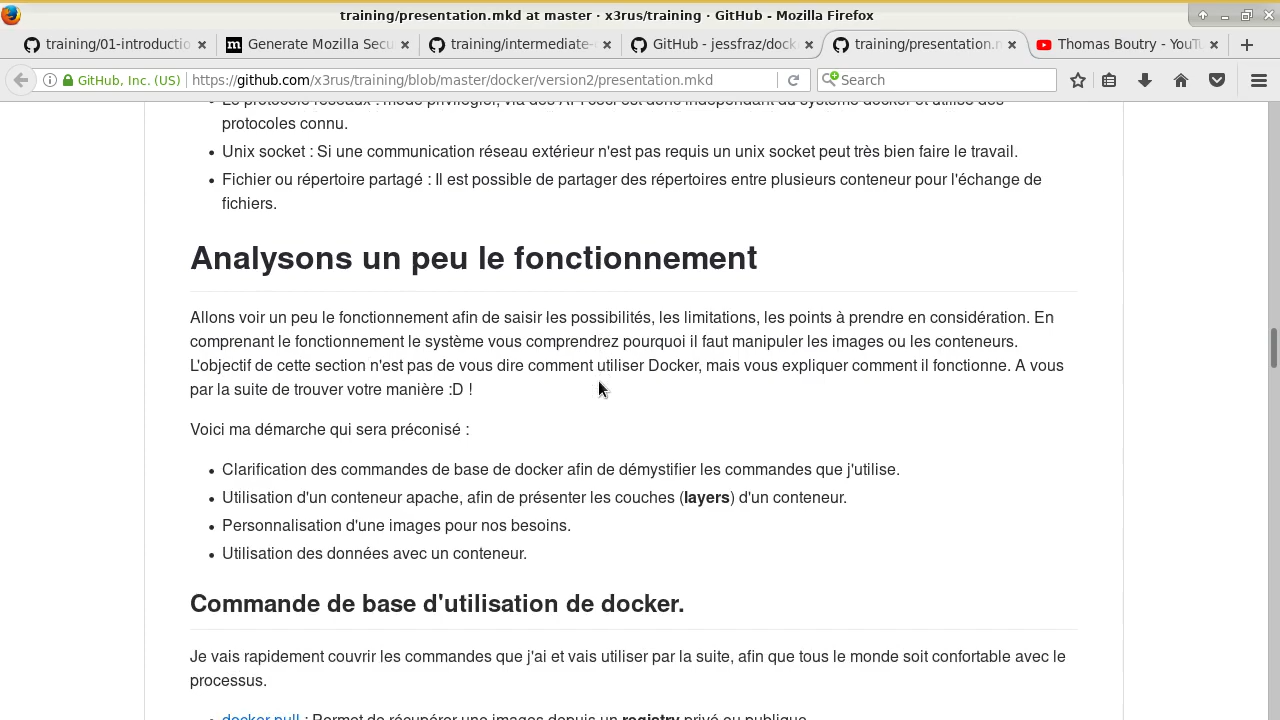 training/presentation.mkd at master · x3rus/training · GitHub - Mozilla Firefox
training/01-introductio
Generate Mozilla Secu
training/intermediate-
GitHub - jessfraz/dock
training/presentation.m
Thomas Boutry - YouTu
GitHub, Inc. (US)
https://github.com/x3rus/training/blob/master/docker/version2/presentation.mkd
Search
Le protocole réseaux : mode privilégier, via des API ceci est donc indépendant du système docker et utilise des
protocoles connu.
• Unix socket : Si une communication réseau extérieur n'est pas requis un unix socket peut très bien faire le travail.
• Fichier ou répertoire partagé : Il est possible de partager des répertoires entre plusieurs conteneur pour l'échange de
fichiers.
Analysons un peu le fonctionnement
Allons voir un peu le fonctionnement afin de saisir les possibilités, les limitations, les points à prendre en considération. En
comprenant le fonctionnement le système vous comprendrez pourquoi il faut manipuler les images ou les conteneurs.
L'objectif de cette section n'est pas de vous dire comment utiliser Docker, mais vous expliquer comment il fonctionne. A vous
par la suite de trouver votre manière :D !
Voici ma démarche qui sera préconisé :
• Clarification des commandes de base de docker afin de démystifier les commandes que j'utilise.
• Utilisation d'un conteneur apache, afin de présenter les couches (layers) d'un conteneur.
• Personnalisation d'une images pour nos besoins.
• Utilisation des données avec un conteneur.
Commande de base d'utilisation de docker.
Je vais rapidement couvrir les commandes que j'ai et vais utiliser par la suite, afin que tous le monde soit confortable avec le
processus.
• docker pull : Permet de récupérer une images depuis un registry privé ou publique